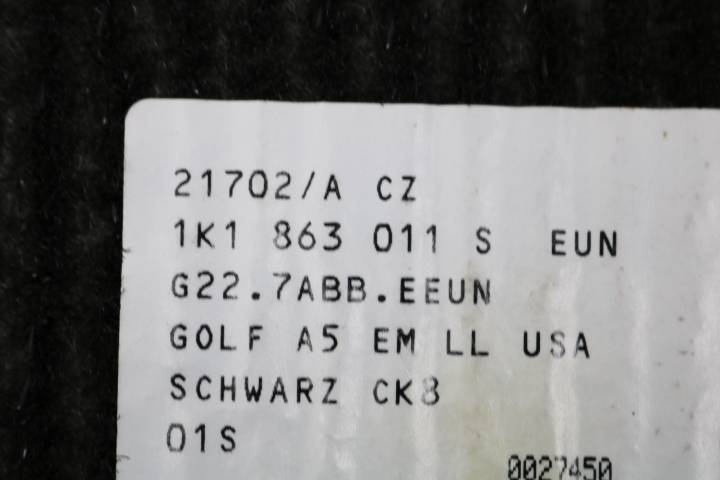 21702/A CZ
1K1 863 011 S EUN
G22.7ABB.EEUN
GOLF A5 EM LL USA
SCHWARZ CK8
01S
0027450